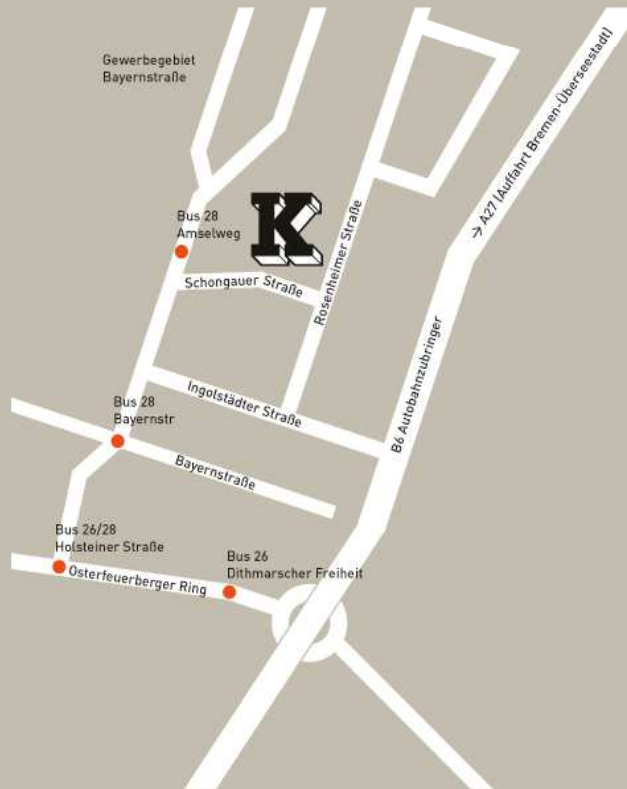 Gewerbegebiet
Bayernstraße
→ A27 (Auffahrt Bremen-Überseestadt)
Bus 28
Amselweg
K
Rosenheimer Straße
Schongauer Straße
B6 Autobahnzubringer
Ingolstädter Straße
Bus 28
Bayernstr
Bayernstraße
Bus 26/28
Holsteiner Straße
Bus 26
Dithmarscher Freiheit
Osterfeuerberger Ring